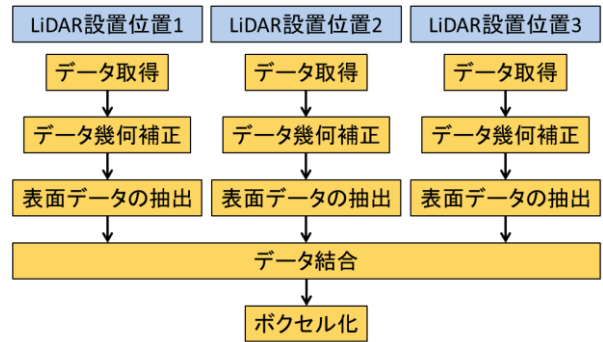 LiDAR設置位置1
LiDAR設置位置2
LiDAR設置位置3
データ取得
データ取得
データ取得
データ幾何補正
データ幾何補正
データ幾何補正
表面データの抽出
表面データの抽出
表面データの抽出
データ結合
ボクセル化